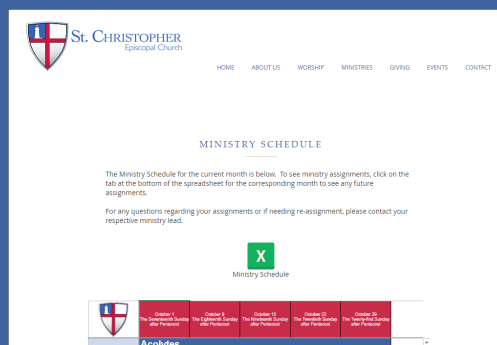 St. CHRISTOPHER
Episcopal Church
HOME ABOUT US WORSHIP MINISTRIES GIVING EVENTS CONTACT
MINISTRY SCHEDULE
The Ministry Schedule for the current month is below. To see ministry assignments, click on the
tab at the bottom of the spreadsheet for the corresponding month to see any future
assignments.
For any questions regarding your assignments or if needing re-assignment, please contact your
respective ministry lead.
X
Ministry Schedule
October 1 October 8 October 15 October 22 October 29
The Seventeenth Sunday The Eighteenth Sunday The Nineteenth Sunday The Twentieth Sunday The Twenty-first Sunday
after Pentecost after Pentecost after Pentecost after Pentecost after Pentecost
Acolytes